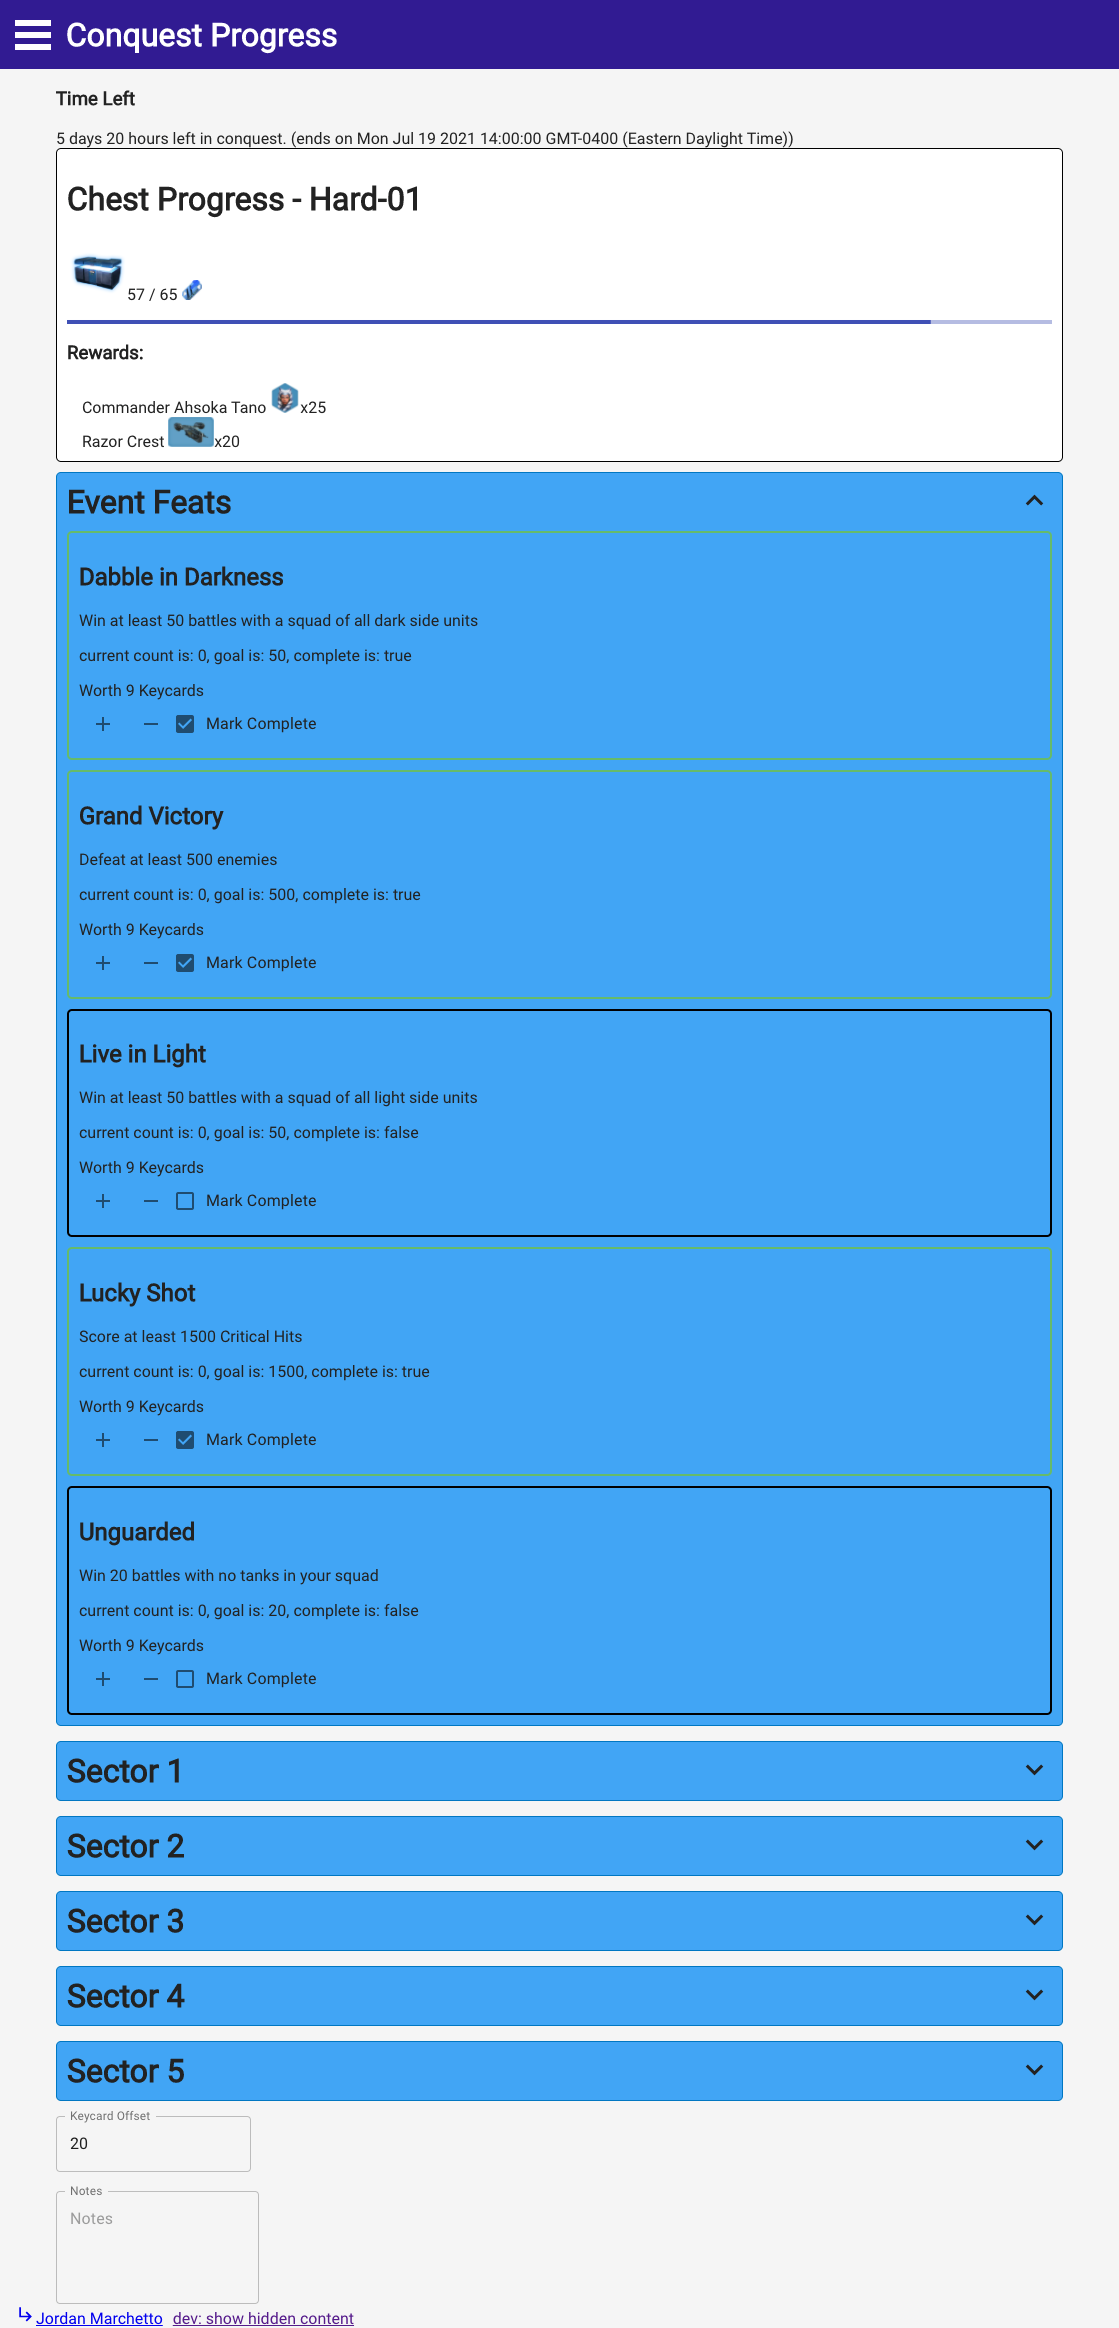 Conquest Progress
Time Left
5 days 20 hours left in conquest. (ends on Mon Jul 19 2021 14:00:00 GMT-0400 (Eastern Daylight Time))
Chest Progress - Hard-01
57 / 65
Rewards:
Commander Ahsoka Tano x25
Razor Crest x20
Event Feats
Dabble in Darkness
Win at least 50 battles with a squad of all dark side units
current count is: 0, goal is: 50, complete is: true
Worth 9 Keycards
Mark Complete
Grand Victory
Defeat at least 500 enemies
current count is: 0, goal is: 500, complete is: true
Worth 9 Keycards
Mark Complete
Live in Light
Win at least 50 battles with a squad of all light side units
current count is: 0, goal is: 50, complete is: false
Worth 9 Keycards
Mark Complete
Lucky Shot
Score at least 1500 Critical Hits
current count is: 0, goal is: 1500, complete is: true
Worth 9 Keycards
Mark Complete
Unguarded
Win 20 battles with no tanks in your squad
current count is: 0, goal is: 20, complete is: false
Worth 9 Keycards
Mark Complete
Sector 1
Sector 2
Sector 3
Sector 4
Sector 5
Keycard Offset
20
Notes
Notes
Jordan Marchetto dev: show hidden content